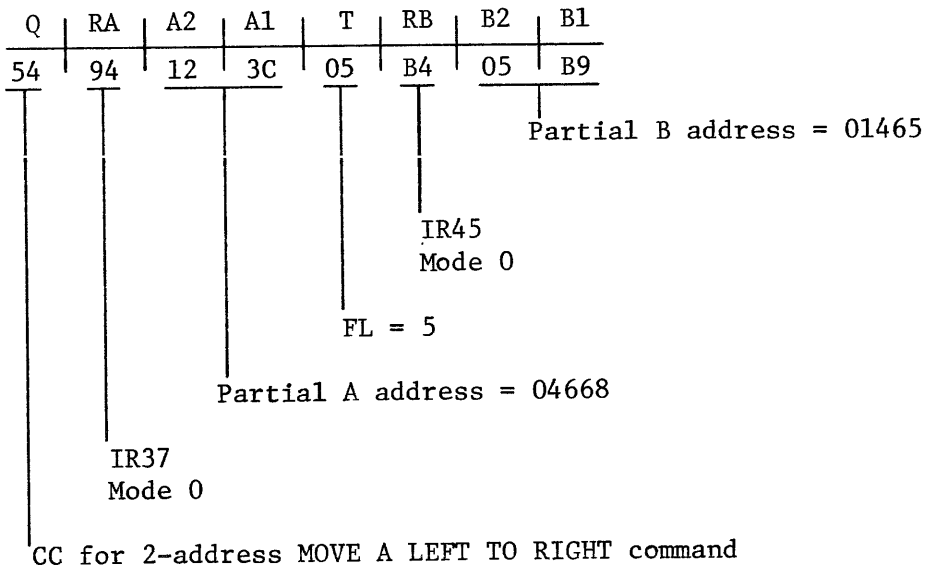 Q RA A2 A1 T RB B2 B1
54 94 12 3C 05 B4 05 B9
Partial B address = 01465
IR45
Mode 0
FL = 5
Partial A address = 04668
IR37
Mode 0
CC for 2-address MOVE A LEFT TO RIGHT command